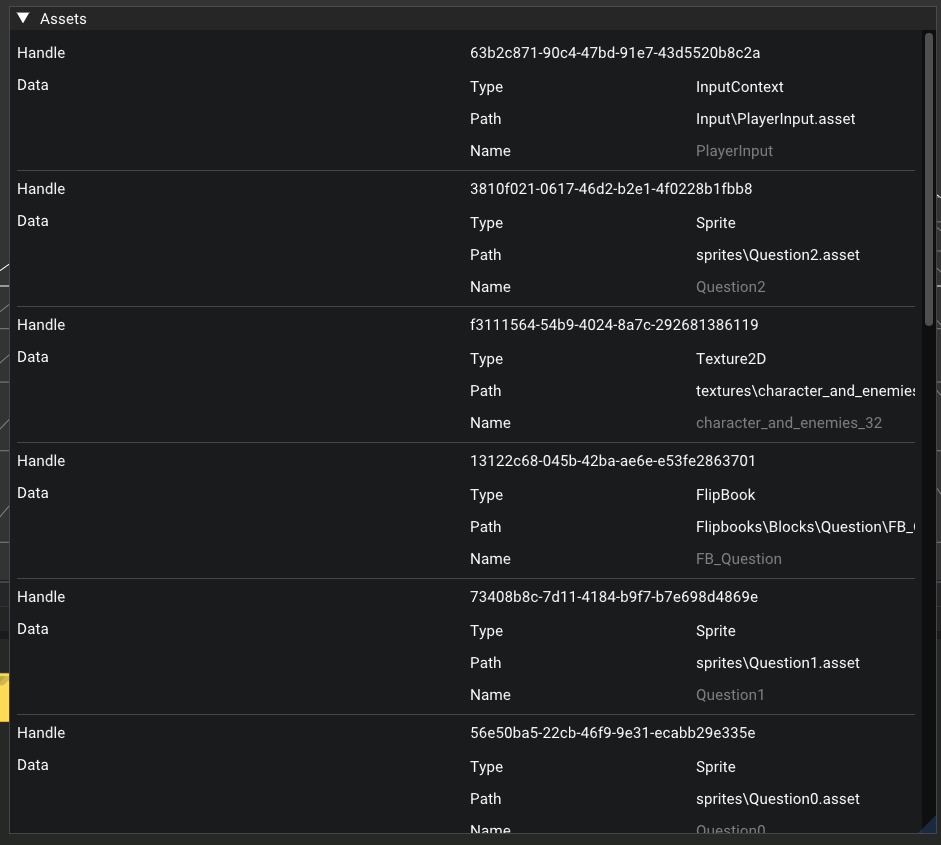 Assets
Handle 63b2c871-90c4-47bd-91e7-43d5520b8c2a
Data Type InputContext
Path Input\PlayerInput.asset
Name PlayerInput
Handle 3810f021-0617-46d2-b2e1-4f0228b1fbb8
Data Type Sprite
Path sprites\Question2.asset
Name Question2
Handle f3111564-54b9-4024-8a7c-292681386119
Data Type Texture2D
Path textures\character_and_enemies
Name character_and_enemies_32
Handle 13122c68-045b-42ba-ae6e-e53fe2863701
Data Type FlipBook
Path Flipbooks\Blocks\Question\FB_
Name FB_Question
Handle 73408b8c-7d11-4184-b9f7-b7e698d4869e
Data Type Sprite
Path sprites\Question1.asset
Name Question1
Handle 56e50ba5-22cb-46f9-9e31-ecabb29e335e
Data Type Sprite
Path sprites\Question0.asset
Name Question0